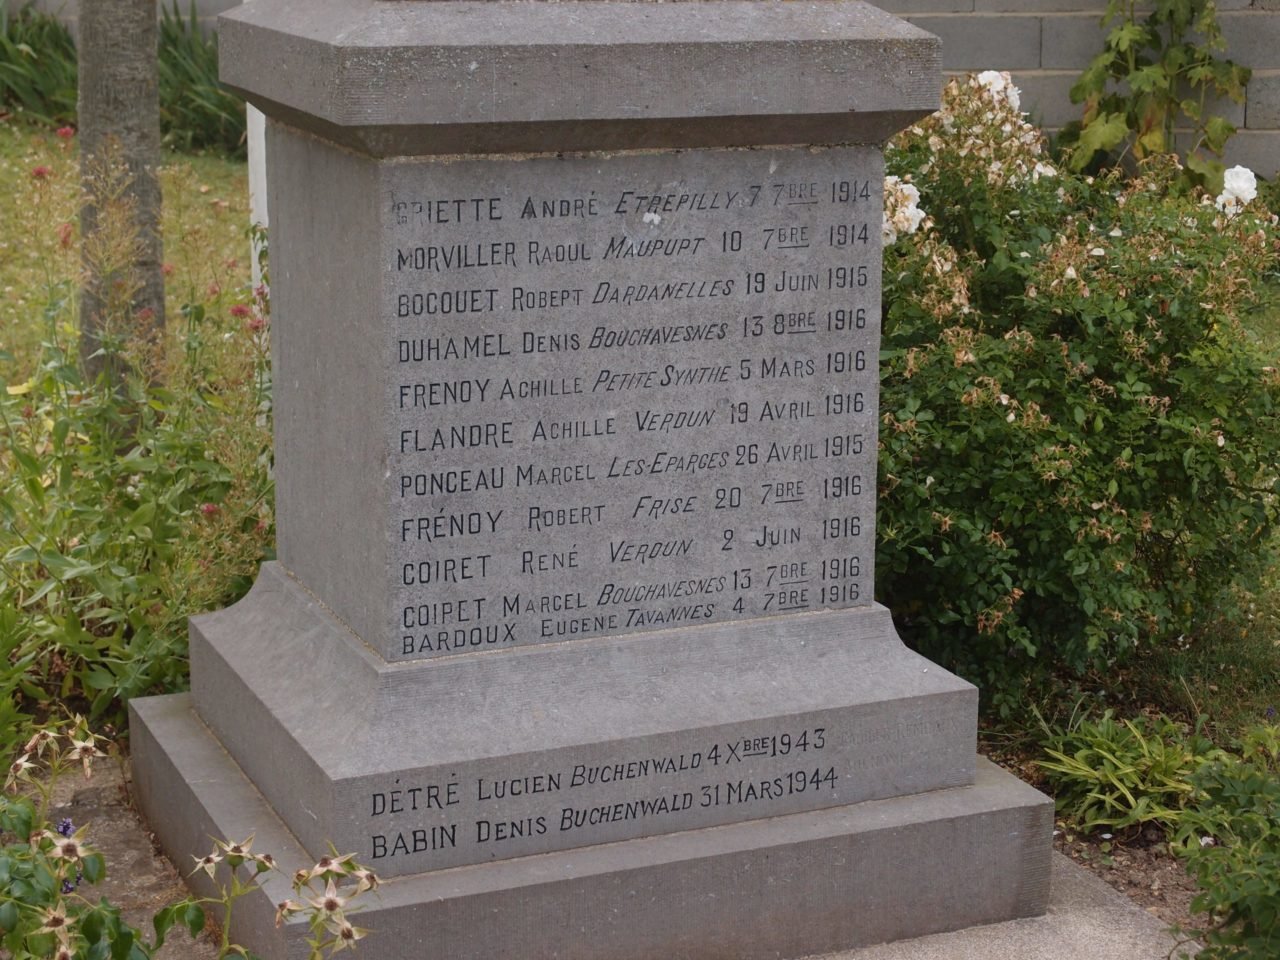 GRIETTE ANDRÉ ETREPILLY 7 7BRE 1914
MORVILLER RAOUL MAUPUPT 10 7BRE 1914
BOCQUET ROBERT DARDANELLES 19 JUIN 1915
DUHAMEL DENIS BOUCHAVESNES 13 8BRE 1916
FRENOY ACHILLE PETITE SYNTHE 5 MARS 1916
FLANDRE ACHILLE VERDUN 19 AVRIL 1916
PONCEAU MARCEL LES-EPARGES 26 AVRIL 1915
FRÉNOY ROBERT FRISE 20 7BRE 1916
COIRET RENÉ VERDUN 2 JUIN 1916
COIRET MARCEL BOUCHAVESNES 13 7BRE 1916
BARDOUX EUGENE TAVANNES 4 7BRE 1916
DÉTRÉ LUCIEN BUCHENWALD 4 XBRE 1943
BABIN DENIS BUCHENWALD 31 MARS 1944